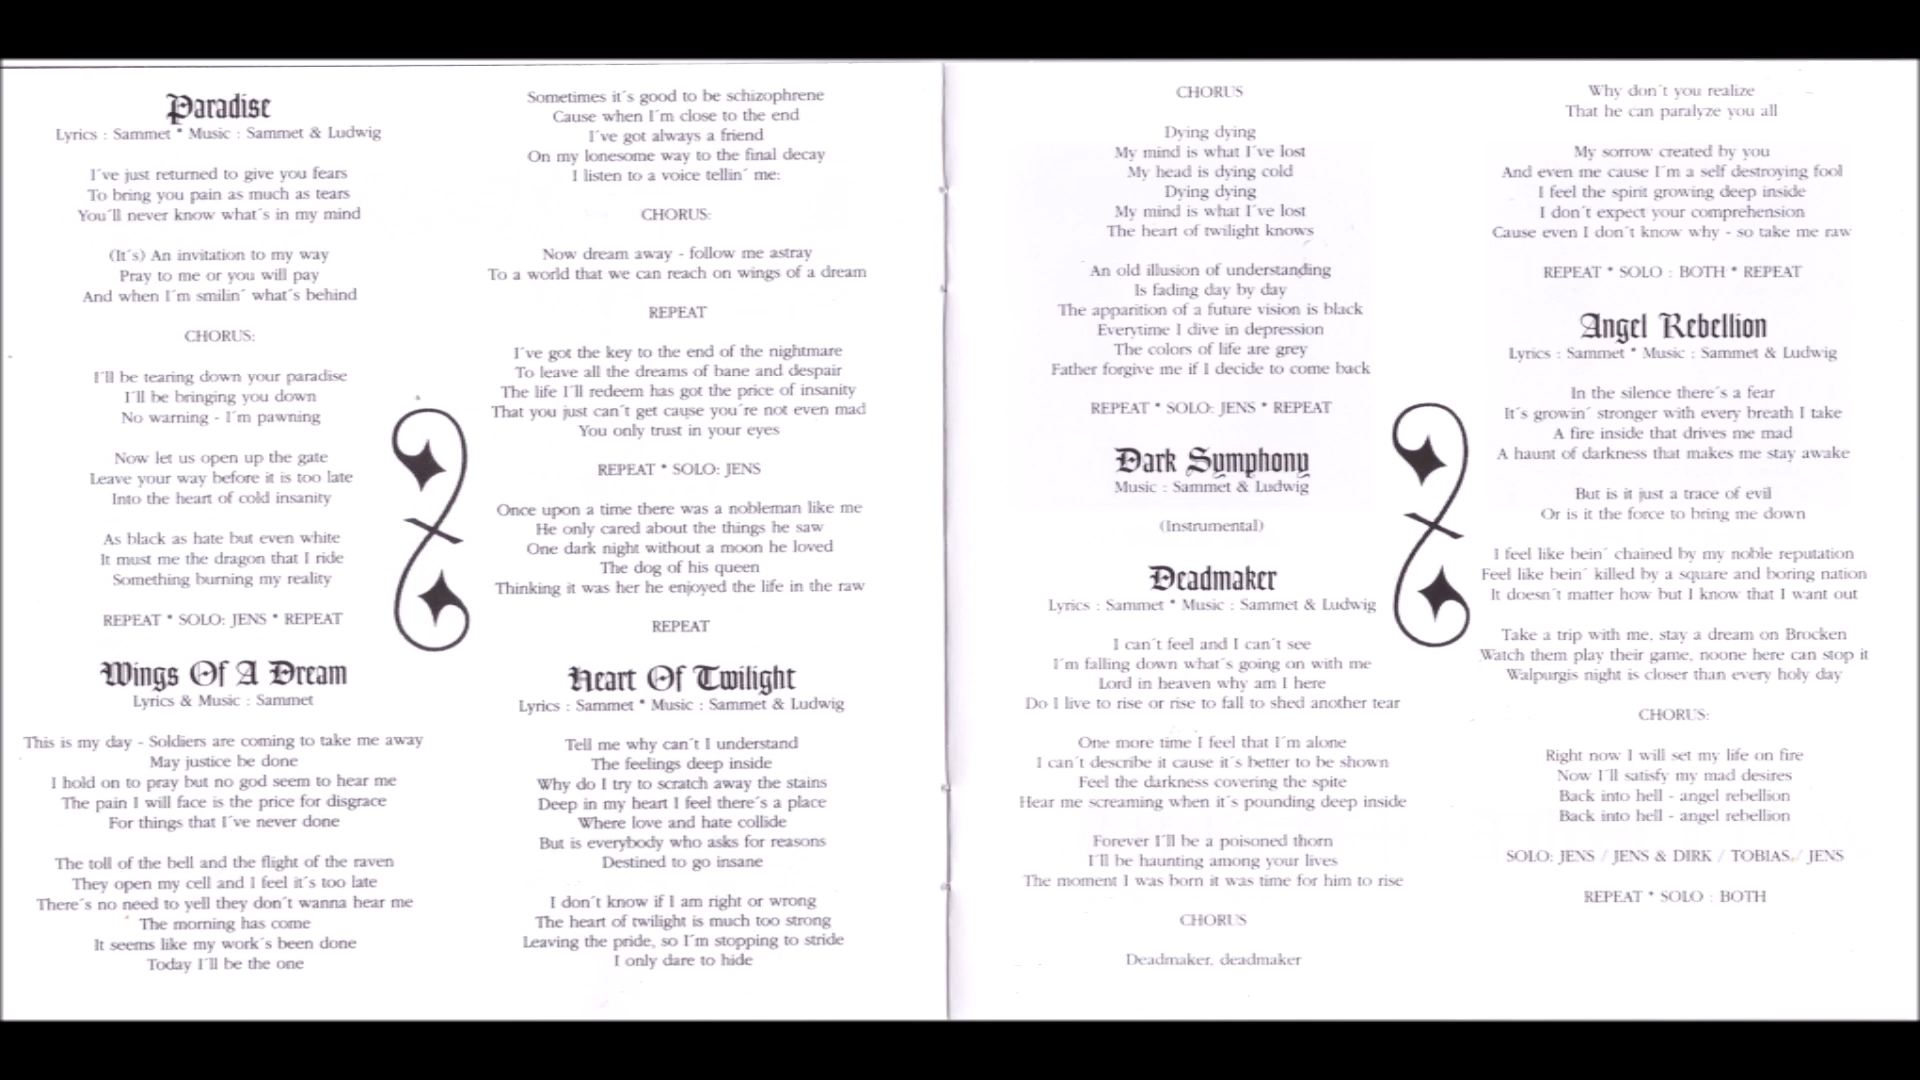 Paradise
Lyrics : Sammet * Music : Sammet & Ludwig
I´ve just returned to give you fears
To bring you pain as much as tears
You´ll never know what´s in my mind
(It´s) An invitation to my way
Pray to me or you will pay
And when I´m smilin´ what´s behind
CHORUS:
I´ll be tearing down your paradise
I´ll be bringing you down
No warning - I´m pawning
Now let us open up the gate
Leave your way before it is too late
Into the heart of cold insanity
As black as hate but even white
It must me the dragon that I ride
Something burning my reality
REPEAT * SOLO: JENS * REPEAT
Wings Of A Dream
Lyrics & Music : Sammet
This is my day - Soldiers are coming to take me away
May justice be done
I hold on to pray but no god seem to hear me
The pain I will face is the price for disgrace
For things that I´ve never done
The toll of the bell and the flight of the raven
They open my cell and I feel it´s too late
There´s no need to yell they don´t wanna hear me
The morning has come
It seems like my work´s been done
Today I´ll be the one
Sometimes it´s good to be schizophrene
Cause when I´m close to the end
I´ve got always a friend
On my lonesome way to the final decay
I listen to a voice tellin´ me:
CHORUS:
Now dream away - follow me astray
To a world that we can reach on wings of a dream
REPEAT
I´ve got the key to the end of the nightmare
To leave all the dreams of bane and despair
The life I´ll redeem has got the price of insanity
That you just can´t get cause you´re not even mad
You only trust in your eyes
REPEAT * SOLO: JENS
Once upon a time there was a nobleman like me
He only cared about the things he saw
One dark night without a moon he loved
The dog of his queen
Thinking it was her he enjoyed the life in the raw
REPEAT
Heart Of Twilight
Lyrics : Sammet * Music : Sammet & Ludwig
Tell me why can´t I understand
The feelings deep inside
Why do I try to scratch away the stains
Deep in my heart I feel there´s a place
Where love and hate collide
But is everybody who asks for reasons
Destined to go insane
I don´t know if I am right or wrong
The heart of twilight is much too strong
Leaving the pride, so I´m stopping to stride
I only dare to hide
CHORUS
Dying dying
My mind is what I´ve lost
My head is dying cold
Dying dying
My mind is what I´ve lost
The heart of twilight knows
An old illusion of understanding
Is fading day by day
The apparition of a future vision is black
Everytime I dive in depression
The colors of life are grey
Father forgive me if I decide to come back
REPEAT * SOLO: JENS * REPEAT
Dark Symphony
Music : Sammet & Ludwig
(Instrumental)
Deadmaker
Lyrics : Sammet * Music : Sammet & Ludwig
I can´t feel and I can´t see
I´m falling down what´s going on with me
Lord in heaven why am I here
Do I live to rise or rise to fall to shed another tear
One more time I feel that I´m alone
I can´t describe it cause it´s better to be shown
Feel the darkness covering the spite
Hear me screaming when it´s pounding deep inside
Forever I´ll be a poisoned thorn
I´ll be haunting among your lives
The moment I was born it was time for him to rise
CHORUS
Deadmaker, deadmaker
Why don´t you realize
That he can paralyze you all
My sorrow created by you
And even me cause I´m a self destroying fool
I feel the spirit growing deep inside
I don´t expect your comprehension
Cause even I don´t know why - so take me raw
REPEAT * SOLO : BOTH * REPEAT
Angel Rebellion
Lyrics : Sammet * Music : Sammet & Ludwig
In the silence there´s a fear
It´s growin´ stronger with every breath I take
A fire inside that drives me mad
A haunt of darkness that makes me stay awake
But is it just a trace of evil
Or is it the force to bring me down
I feel like bein´ chained by my noble reputation
Feel like bein´ killed by a square and boring nation
It doesn´t matter how but I know that I want out
Take a trip with me, stay a dream on Brocken
Watch them play their game, noone here can stop it
Walpurgis night is closer than every holy day
CHORUS:
Right now I will set my life on fire
Now I´ll satisfy my mad desires
Back into hell - angel rebellion
Back into hell - angel rebellion
SOLO: JENS / JENS & DIRK / TOBIAS / JENS
REPEAT * SOLO : BOTH